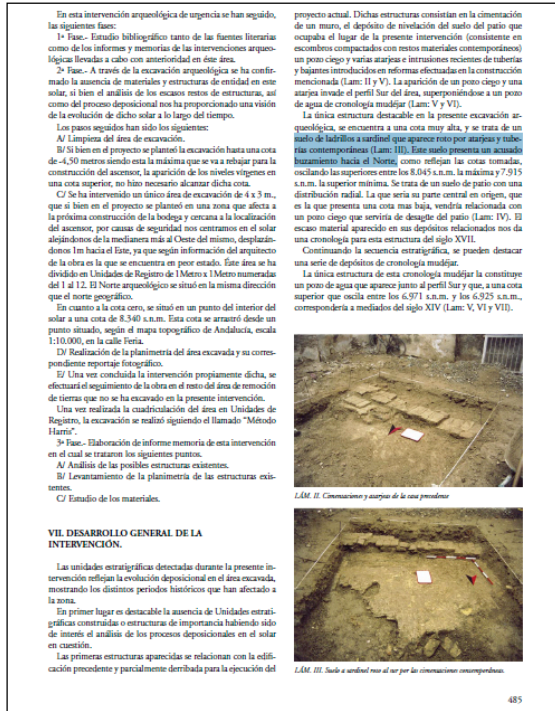 En esta intervención arqueológica de urgencia se han seguido,
las siguientes fases:
1ª Fase.- Estudio bibliográfico tanto de las fuentes literarias
como de los informes y memorias de las intervenciones arqueo-
lógicas llevadas a cabo con anterioridad en éste área.
2ª Fase.- A través de la excavación arqueológica se ha confir-
mado la ausencia de materiales y estructuras de entidad en este
solar, si bien el análisis de los escasos restos de estructuras, así
como del proceso deposicional nos ha proporcionado una visión
de la evolución de dicho solar a lo largo del tiempo.
Los pasos seguidos han sido los siguientes:
A/ Limpieza del área de excavación.
B/ Si bien en el proyecto se planteó la excavación hasta una cota
de -4,50 metros siendo esta la máxima que se va a rebajar para la
construcción del ascensor, la aparición de los niveles vírgenes en
una cota superior, no hizo necesario alcanzar dicha cota.
C/ Se ha intervenido un único área de excavación de 4 x 3 m.,
que si bien en el proyecto se planteó en una zona que afecta a
la próxima construcción de la bodega y cercana a la localización
del ascensor, por causas de seguridad nos centramos en el solar
alejándonos de la medianera más al Oeste del mismo, desplazán-
donos 1m hacia el Este, ya que según información del arquitecto
de la obra es la que se encuentra en peor estado. Éste área se ha
dividido en Unidades de Registro de 1Metro x 1Metro numeradas
del 1 al 12. El Norte arqueológico se situó en la misma dirección
que el norte geográfico.
En cuanto a la cota cero, se situó en un punto del interior del
solar a una cota de 8.340 s.n.m. Esta cota se arrastró desde un
punto situado, según el mapa topográfico de Andalucía, escala
1:10.000, en la calle Feria.
D/ Realización de la planimetría del área excavada y su corres-
pondiente reportaje fotográfico.
E/ Una vez concluida la intervención propiamente dicha, se
efectuará el seguimiento de la obra en el resto del área de remoción
de tierras que no se ha excavado en la presente intervención.
Una vez realizada la cuadriculación del área en Unidades de
Registro, la excavación se realizó siguiendo el llamado "Método
Harris".
3ª Fase.- Elaboración de informe memoria de esta intervención
en el cual se trataron los siguientes puntos.
A/ Análisis de las posibles estructuras existentes.
B/ Levantamiento de la planimetría de las estructuras exis-
tentes.
C/ Estudio de los materiales.
VII. DESARROLLO GENERAL DE LA
INTERVENCIÓN.
Las unidades estratigráficas detectadas durante la presente in-
tervención reflejan la evolución deposicional en el área excavada,
mostrando los distintos periodos históricos que han afectado a
la zona.
En primer lugar es destacable la ausencia de Unidades estrati-
gráficas construidas o estructuras de importancia habiendo sido
de interés el análisis de los procesos deposicionales en el solar
en cuestión.
Las primeras estructuras aparecidas se relacionan con la edifi-
cación precedente y parcialmente derribada para la ejecución del
proyecto actual. Dichas estructuras consistían en la cimentación
de un muro, el depósito de nivelación del suelo del patio que
ocupaba el lugar de la presente intervención (consistente en
escombros compactados con restos materiales contemporáneos)
un pozo ciego y varias atarjeas e intrusiones recientes de tuberías
y bajantes introducidos en reformas efectuadas en la construcción
mencionada (Lam: II y V). La aparición de un pozo ciego y una
atarjea invade el perfil Sur del área, superponiéndose a un pozo
de agua de cronología mudéjar (Lam: V y VI).
La única estructura destacable en la presente excavación ar-
queológica, se encuentra a una cota muy alta, y se trata de un
suelo de ladrillos a sardinel que aparece roto por atarjeas y tube-
rías contemporáneas (Lam: III). Este suelo presenta un acusado
buzamiento hacia el Norte, como reflejan las cotas tomadas,
oscilando las superiores entre los 8.045 s.n.m. la máxima y 7.915
s.n.m. la superior mínima. Se trata de un suelo de patio con una
distribución radial. La que sería su parte central en origen, que
es la que presenta una cota mas baja, vendría relacionada con
un pozo ciego que serviría de desagüe del patio (Lam: IV). El
escaso material aparecido en sus depósitos relacionados nos da
una cronología para esta estructura del siglo XVII.
Continuando la secuencia estratigráfica, se pueden destacar
una serie de depósitos de cronología mudéjar.
La única estructura de esta cronología mudéjar la constituye
un pozo de agua que aparece junto al perfil Sur y que, a una cota
superior que oscila entre los 6,971 s.n.m. y los 6,925 s.n.m.,
correspondería a mediados del siglo XIV (Lam: V, VI y VII).
LÁM. II. Cimentaciones y atarjeas de la casa precedente
LÁM. III. Suelo a sardinel roto al sur por las cimentaciones contemporáneas.
485